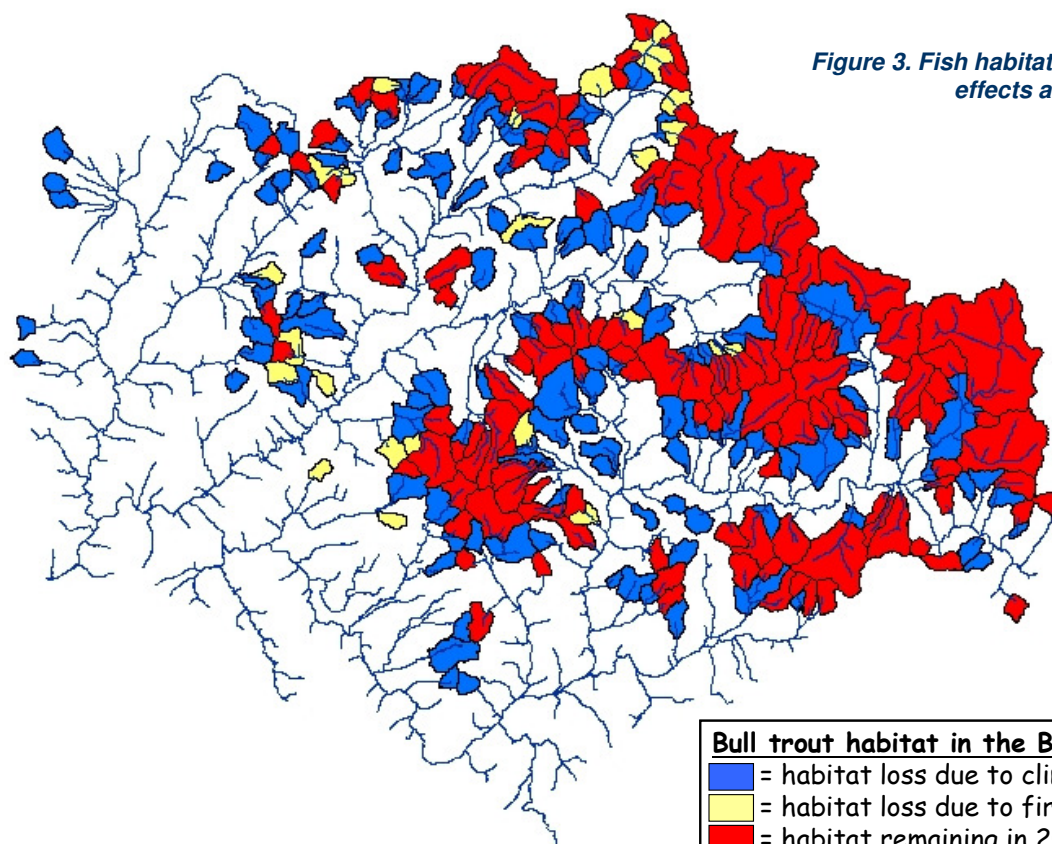 Figure 3. Fish habitat
effects a
Bull trout habitat in the B
= habitat loss due to cli
= habitat loss due to fir
= habitat remaining in 2